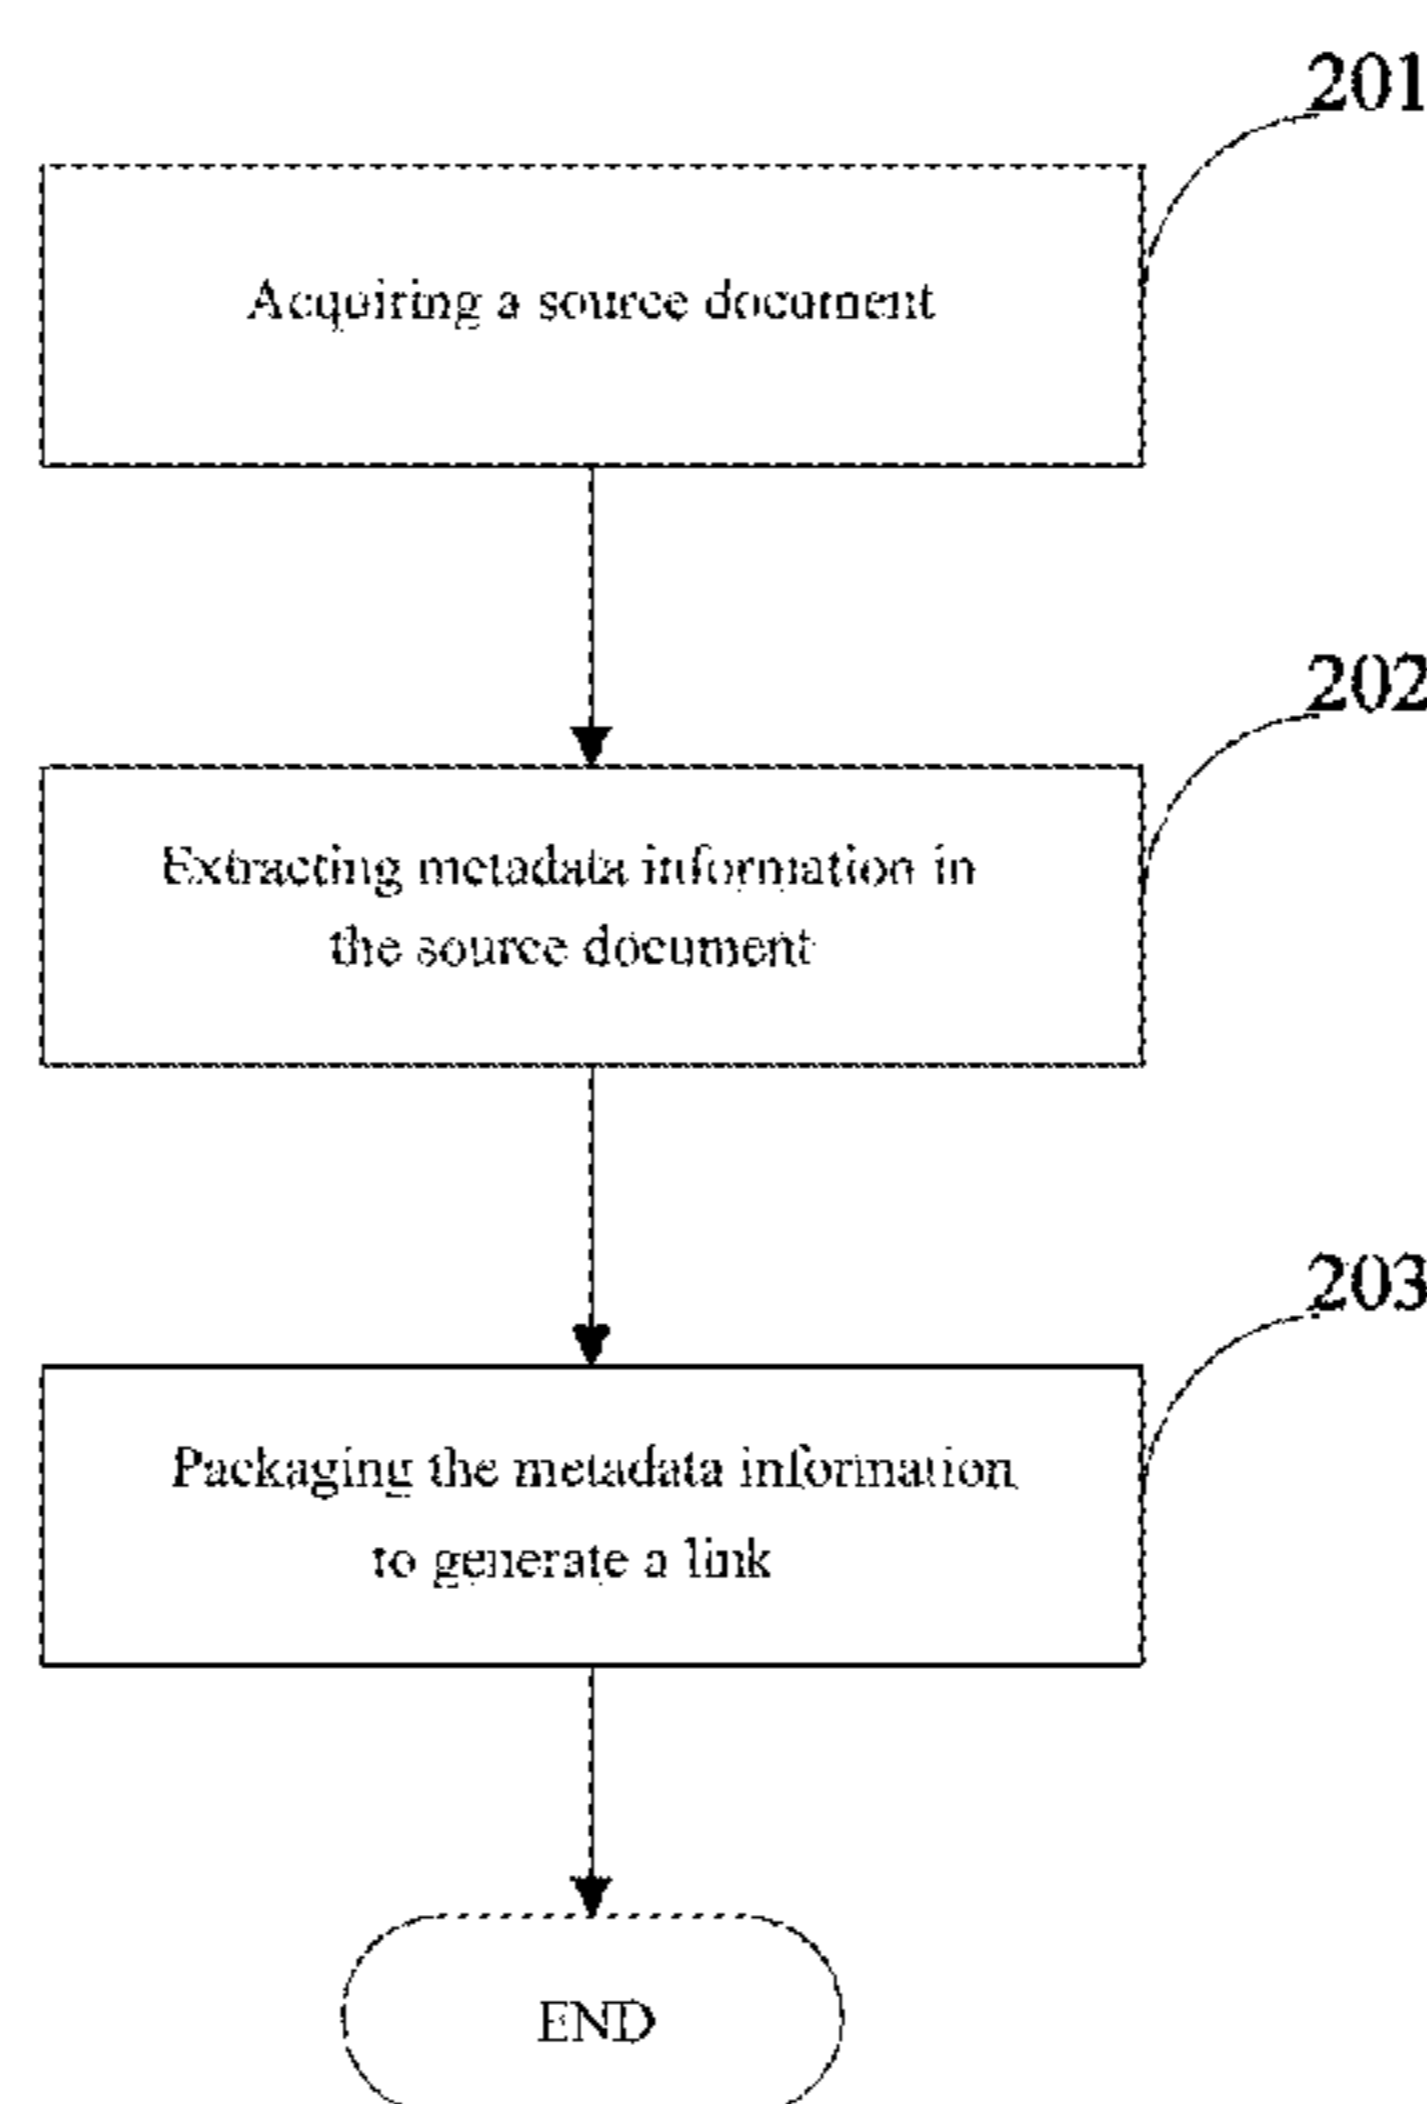 201
Acquiring a source document
202
Extracting metadata information in
the source document
203
Packaging the metadata information
to generate a link
END